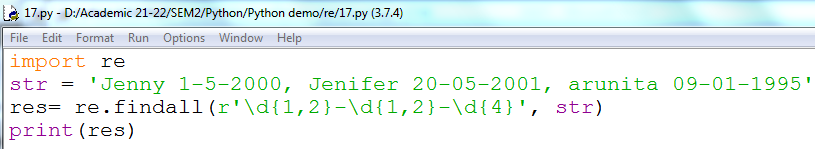 17.py - D:/Academic 21-22/SEM2/Python/Python demo/re/17.py (3.7.4)
File Edit Format Run Options Window Help
import re
str = 'Jenny 1-5-2000, Jenifer 20-05-2001, arunita 09-01-1995'
res= re.findall(r'\d{1,2}-\d{1,2}-\d{4}', str)
print(res)